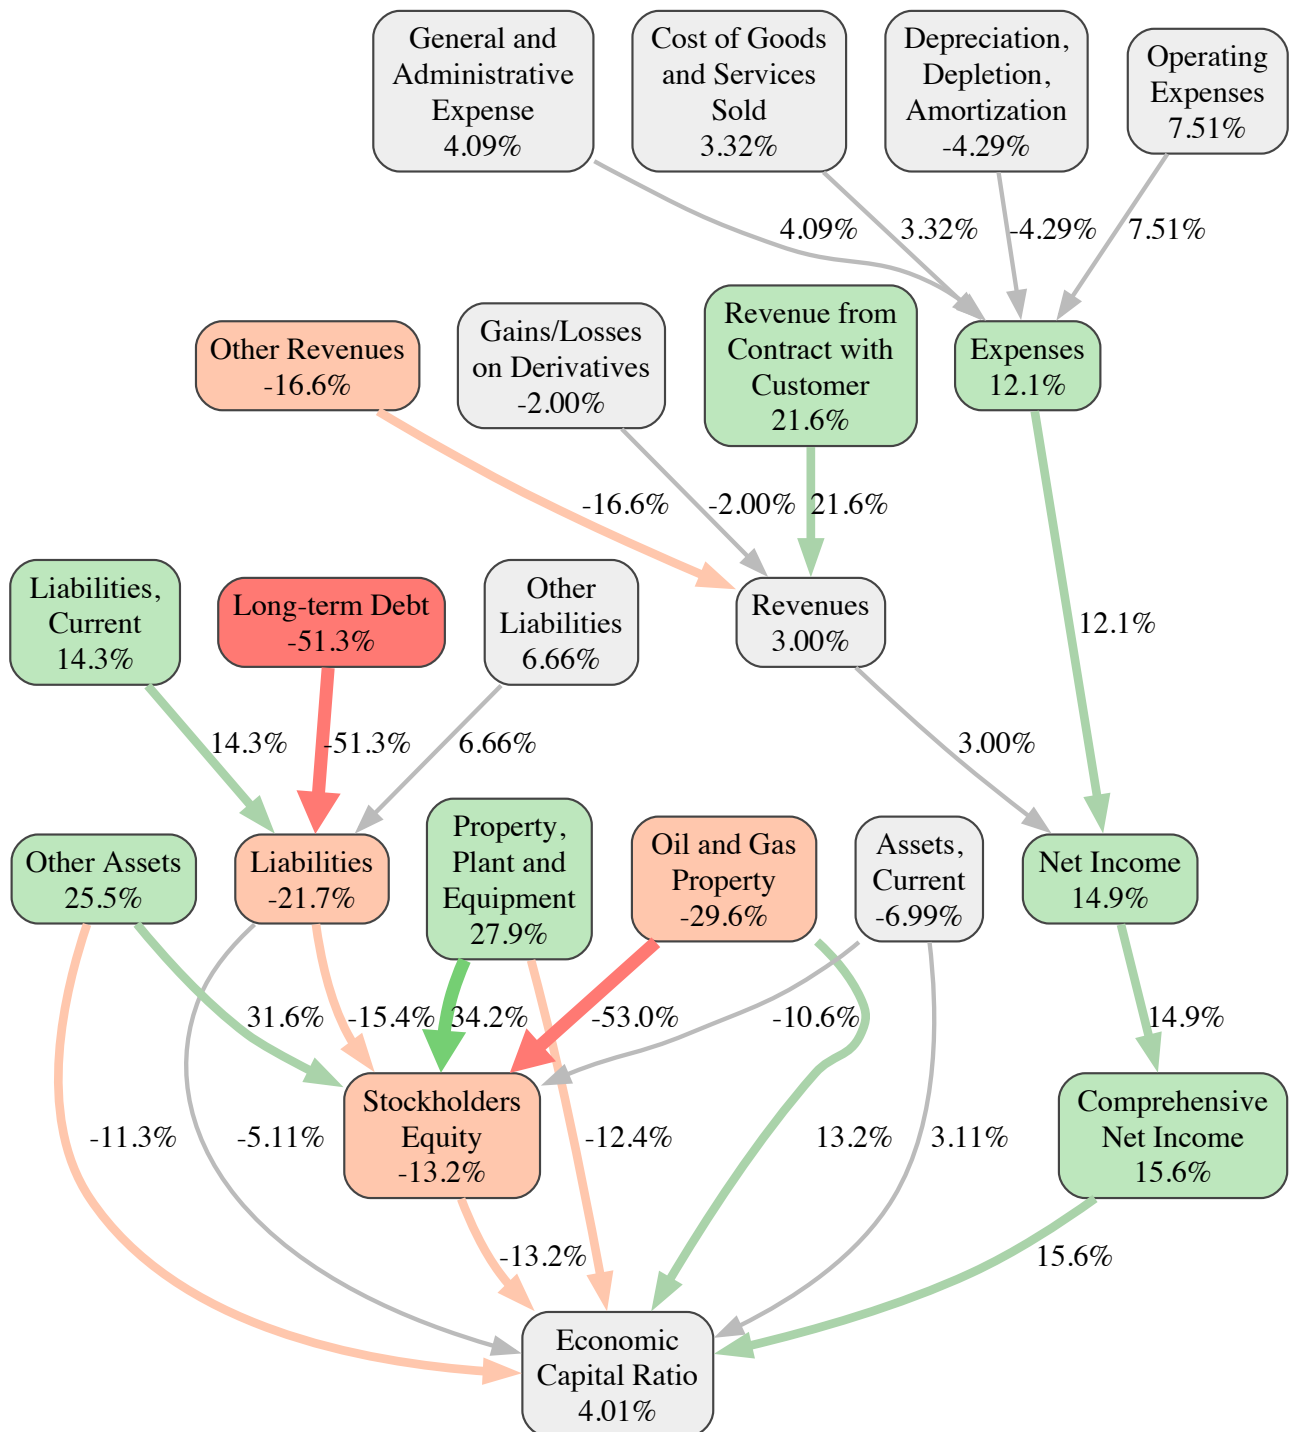 General and
Administrative
Expense
4.09%
Cost of Goods
and Services
Sold
3.32%
Depreciation,
Depletion,
Amortization
-4.29%
Operating
Expenses
7.51%
4.09%
3.32%
-4.29%
7.51%
Other Revenues
-16.6%
Gains/Losses
on Derivatives
-2.00%
Revenue from
Contract with
Customer
21.6%
Expenses
12.1%
-16.6%
-2.00%
21.6%
Liabilities,
Current
14.3%
Long-term Debt
-51.3%
Other
Liabilities
6.66%
Revenues
3.00%
12.1%
14.3%
-51.3%
6.66%
3.00%
Other Assets
25.5%
Liabilities
-21.7%
Property,
Plant and
Equipment
27.9%
Oil and Gas
Property
-29.6%
Assets,
Current
-6.99%
Net Income
14.9%
31.6%
-15.4%
34.2%
-53.0%
-10.6%
14.9%
Stockholders
Equity
-13.2%
Comprehensive
Net Income
15.6%
-11.3%
-5.11%
-12.4%
13.2%
3.11%
-13.2%
15.6%
Economic
Capital Ratio
4.01%